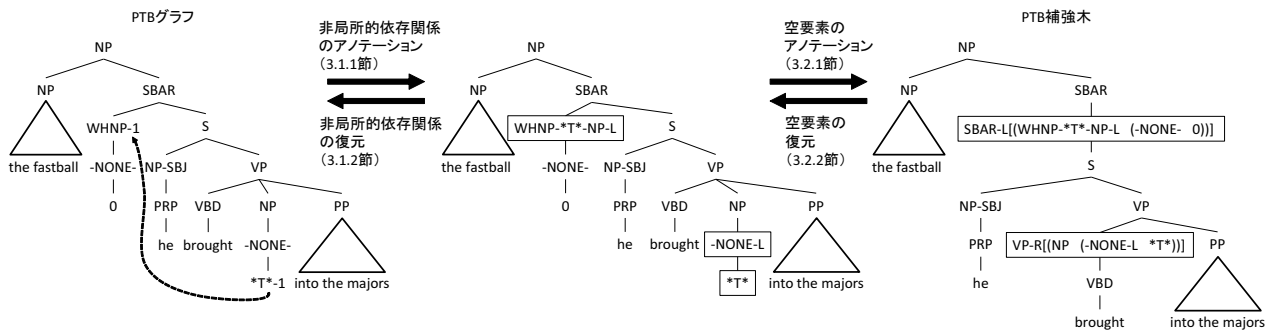 PTBグラフ
NP
NP
SBAR
WHNP-1
S
the fastball
-NONE-
NP-SBJ
VP
0
PRP
VBD
NP
PP
he
brought
-NONE-
*T*-1
into the majors
非局所的依存関係
のアノテーション
（3.1.1節）
非局所的依存関係
の復元
（3.1.2節）
NP
NP
SBAR
WHNP-*T*-NP-L
S
the fastball
-NONE-
NP-SBJ
VP
0
PRP
VBD
NP
PP
he
brought
-NONE-L
*T*
into the majors
空要素の
アノテーション
（3.2.1節）
空要素の
復元
（3.2.2節）
PTB補強木
NP
NP
SBAR
SBAR-L[(WHNP-*T*-NP-L (-NONE- 0))]
the fastball
S
NP-SBJ
VP
PRP
VP-R[(NP (-NONE-L *T*))]
PP
he
VBD
brought
into the majors